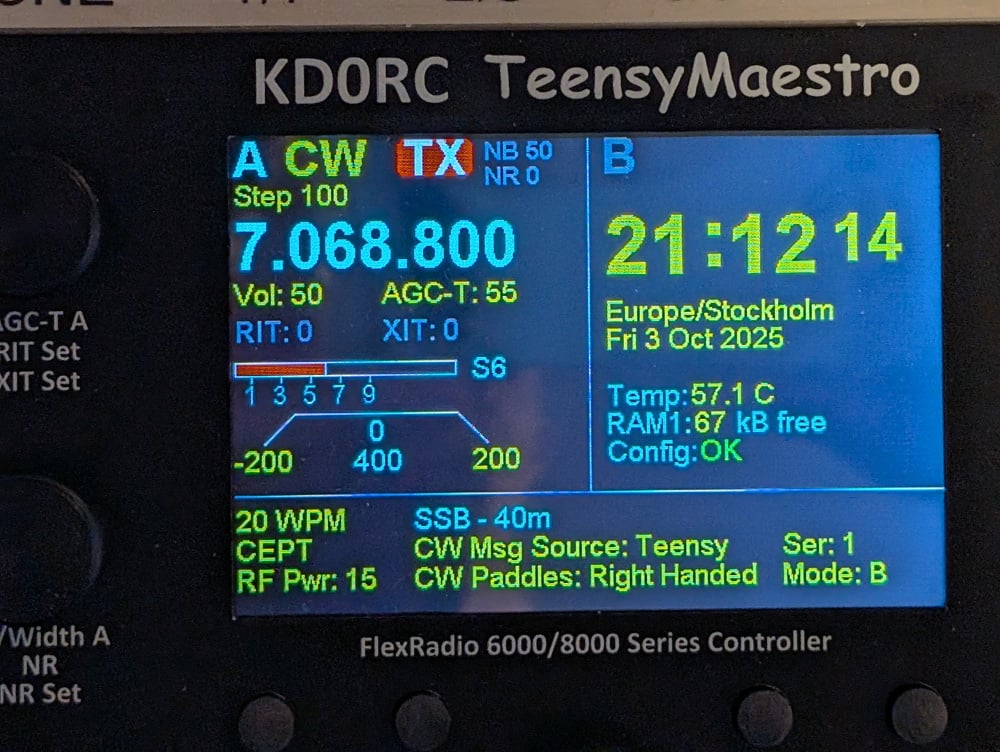 KD0RC TeensyMaestro
A CW TX NB 50
NR 0
Step 100
7.068.800
Vol: 50 AGC-T: 55
RIT: 0 XIT: 0
S6
1 3 5 7 9
0
-200 400 200
B
21:12 14
Europe/Stockholm
Fri 3 Oct 2025
Temp:57.1 C
RAM1:67 kB free
Config:OK
20 WPM SSB - 40m
CEPT CW Msg Source: Teensy Ser: 1
RF Pwr: 15 CW Paddles: Right Handed Mode: B
AGC-T A
RIT Set
XIT Set
/Width A
NR
NR Set
FlexRadio 6000/8000 Series Controller